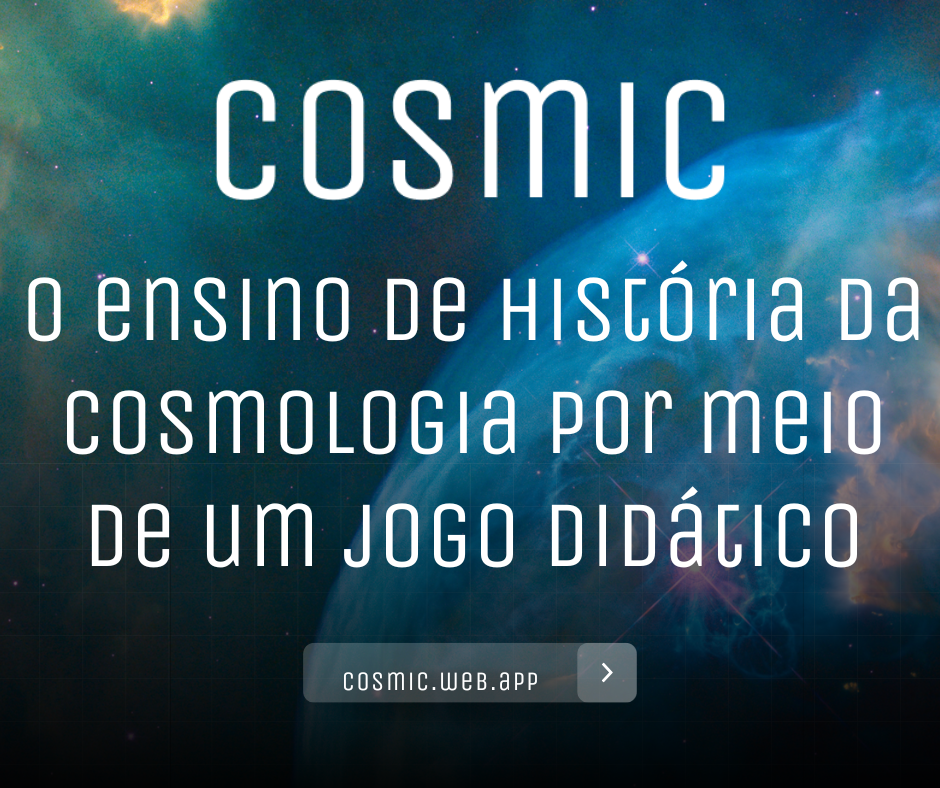 COSMIC
O ENSINO DE HISTÓRIA DA
COSMOLOGIA POR MEIO
DE UM JOGO DIDÁTICO
COSMIC.WEB.APP